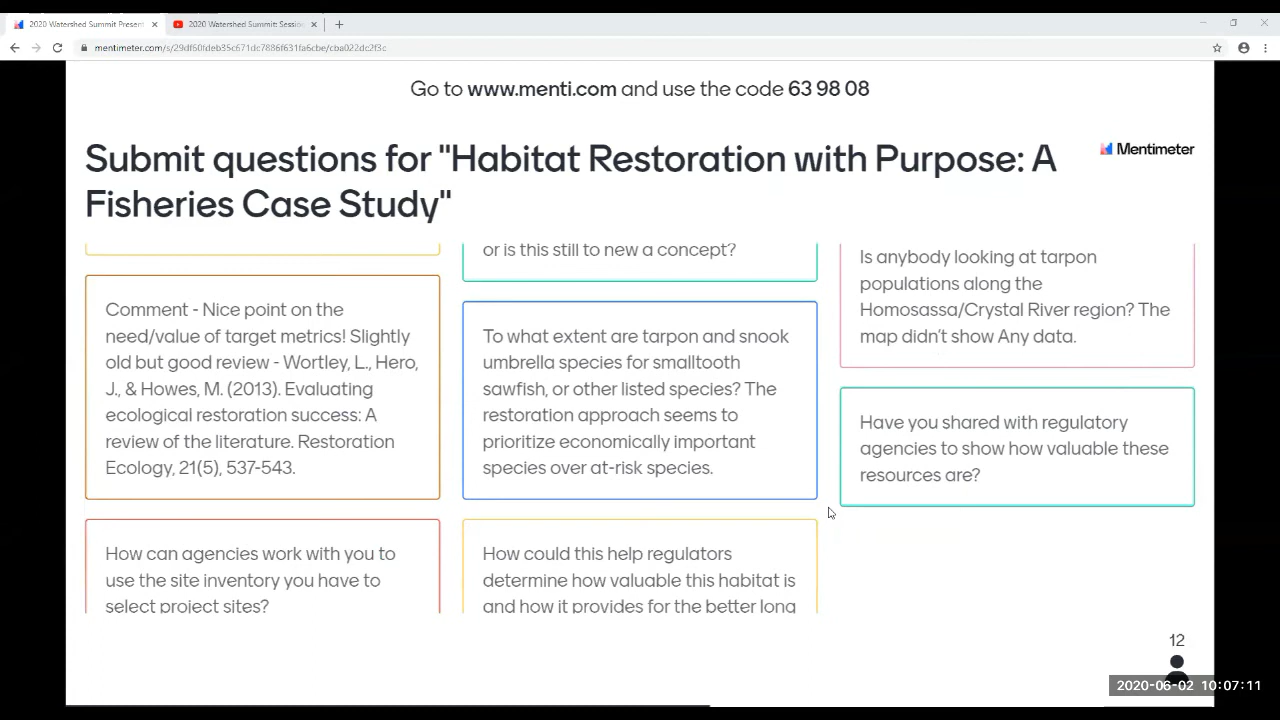 2020 Watershed Summit Present
2020 Watershed Summit: Sessio
mentimeter.com/s/29df60fdeb35c671dc7886f631fa6cbe/cba022dc2f3c
Go to www.menti.com and use the code 63 98 08
Submit questions for "Habitat Restoration with Purpose: A
Fisheries Case Study"
Mentimeter
Comment - Nice point on the
need/value of target metrics! Slightly
old but good review - Wortley, L., Hero,
J., & Howes, M. (2013). Evaluating
ecological restoration success: A
review of the literature. Restoration
Ecology, 21(5), 537-543.
How can agencies work with you to
use the site inventory you have to
select project sites?
or is this still to new a concept?
To what extent are tarpon and snook
umbrella species for smalltooth
sawfish, or other listed species? The
restoration approach seems to
prioritize economically important
species over at-risk species.
How could this help regulators
determine how valuable this habitat is
and how it provides for the better long
Is anybody looking at tarpon
populations along the
Homosassa/Crystal River region? The
map didn't show Any data.
Have you shared with regulatory
agencies to show how valuable these
resources are?
12
2020-06-02 10:07:11